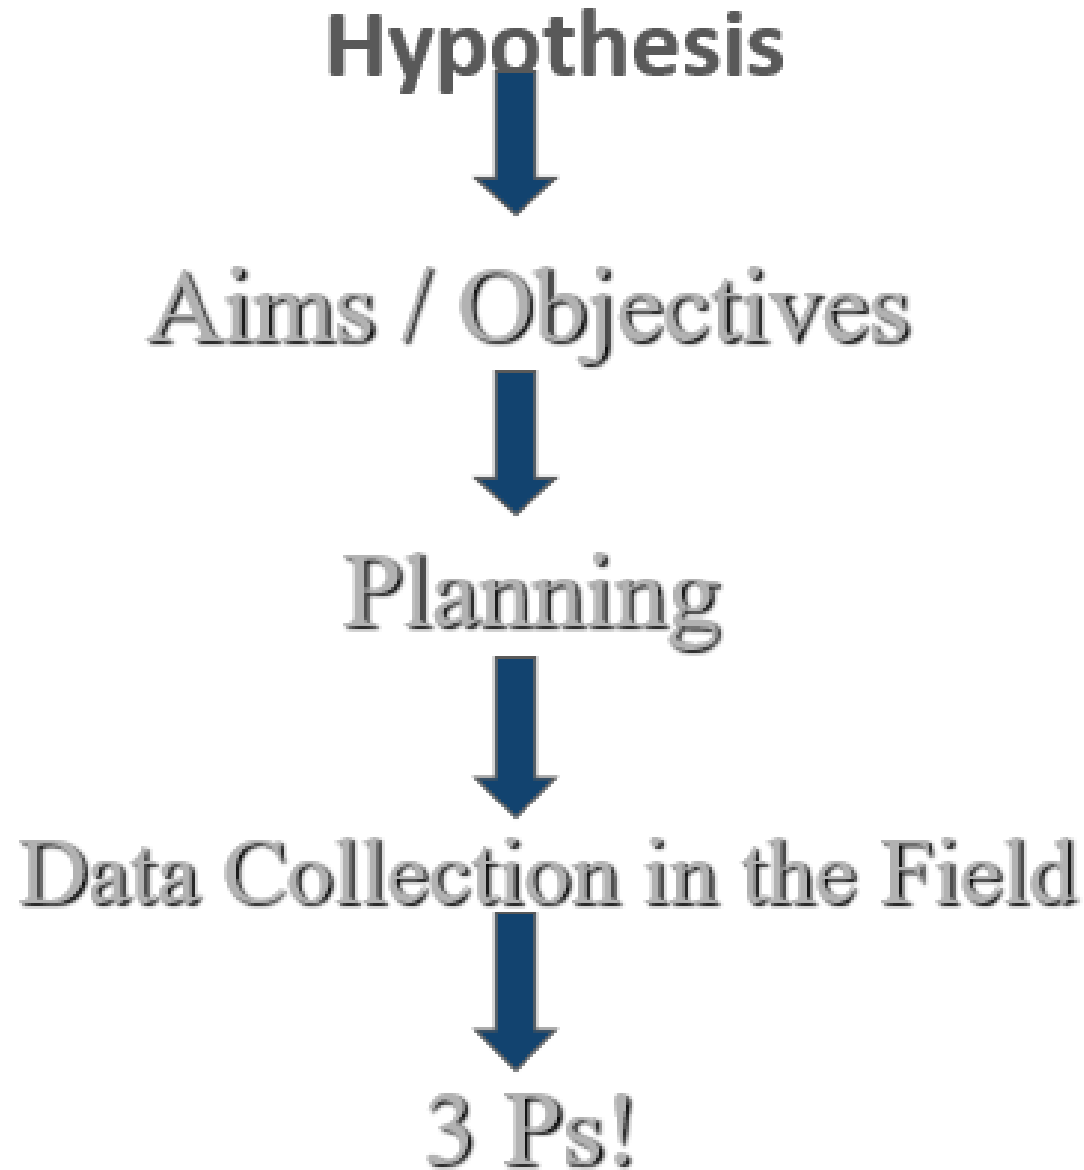 Hypothesis
Aims / Objectives
Planning
Data Collection in the Field
3 Ps!